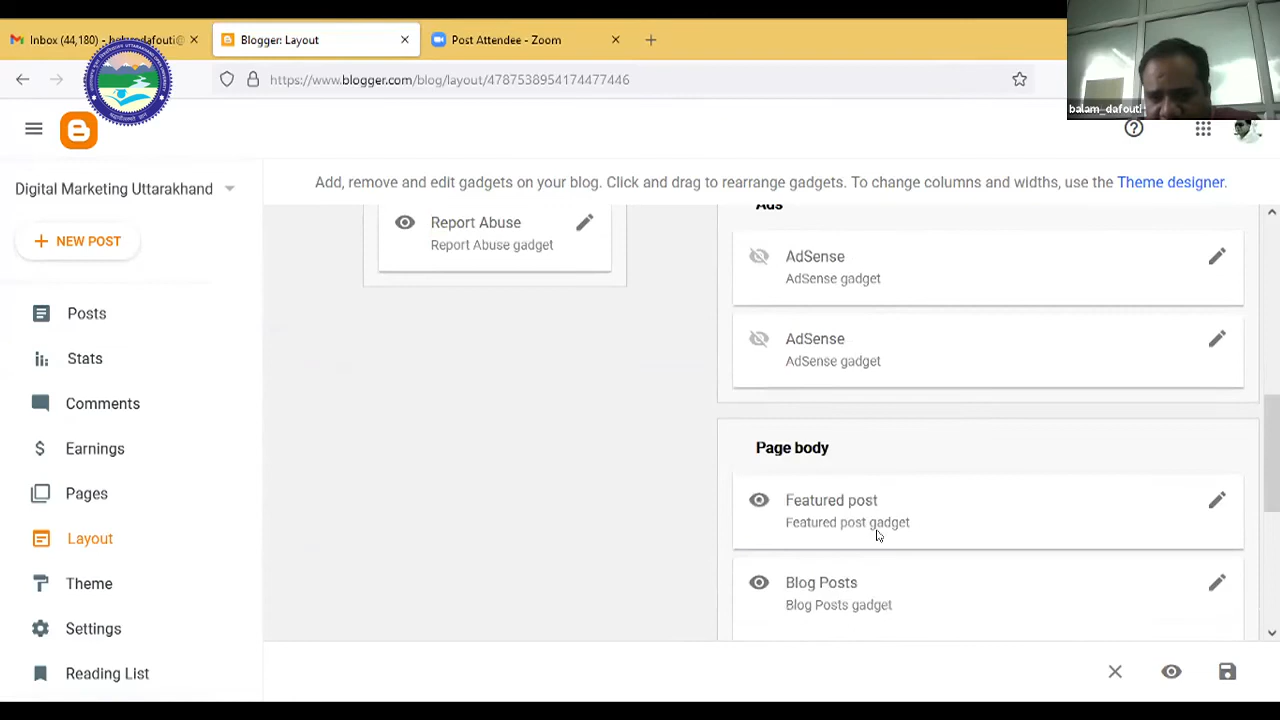 Inbox (44,180) - balamdafouti@
Blogger: Layout
Post Attendee - Zoom
https://www.blogger.com/blog/layout/4787538954174477446
balam_dafouti
Digital Marketing Uttarakhand
Add, remove and edit gadgets on your blog. Click and drag to rearrange gadgets. To change columns and widths, use the Theme designer.
NEW POST
Posts
Stats
Comments
Earnings
Pages
Layout
Theme
Settings
Reading List
Report Abuse
Report Abuse gadget
Ads
AdSense
AdSense gadget
AdSense
AdSense gadget
Page body
Featured post
Featured post gadget
Blog Posts
Blog Posts gadget